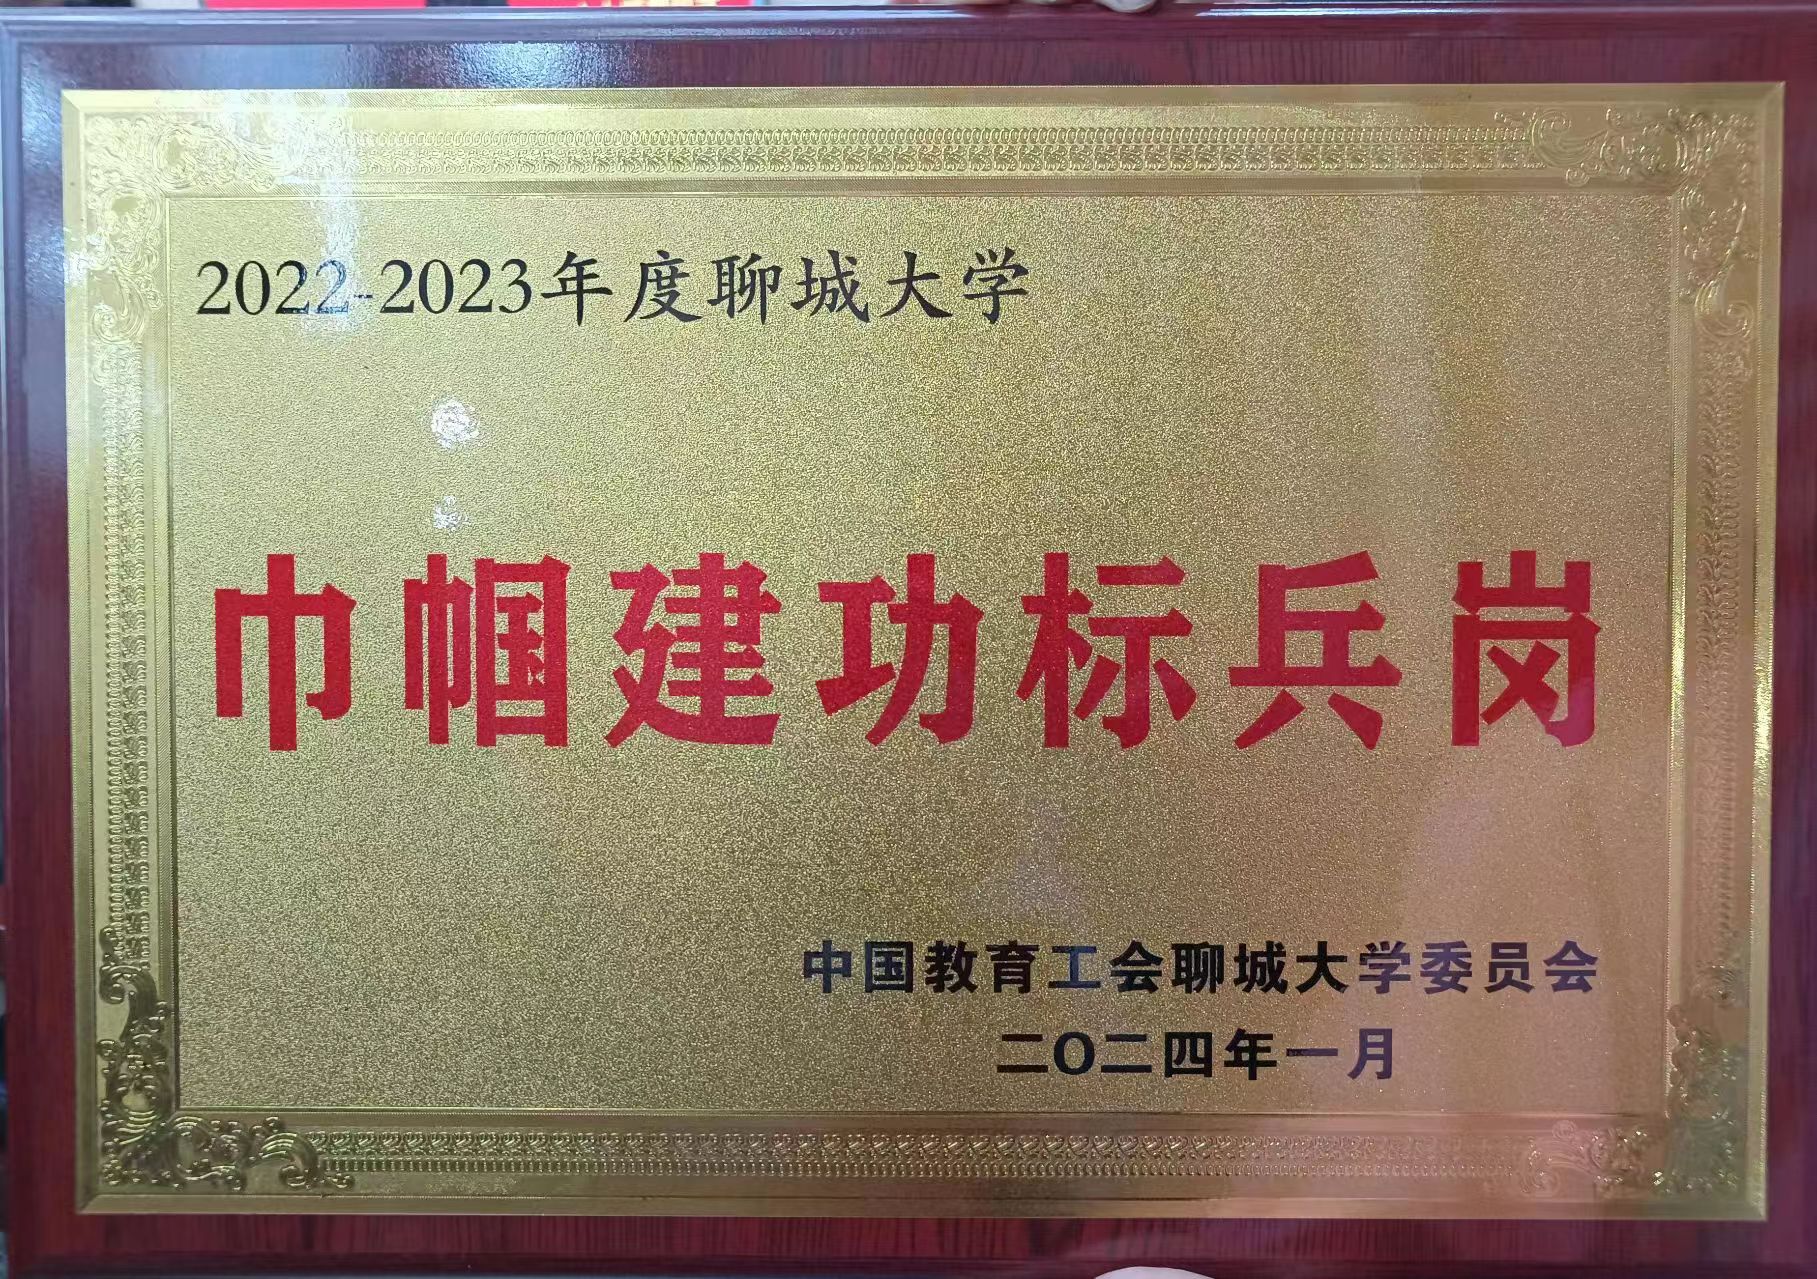 2022-2023年度聊城大学
巾帼建功标兵岗
中国教育工会聊城大学委员会
二〇二四年一月